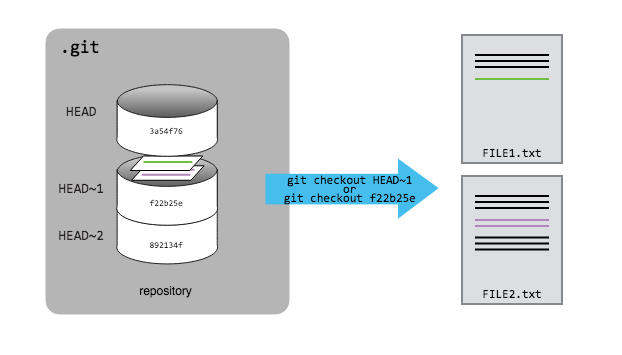 .git
HEAD
3a54f76
HEAD~1
f22b25e
HEAD~2
892134f
repository
git checkout HEAD~1
or
git checkout f22b25e
FILE1.txt
FILE2.txt